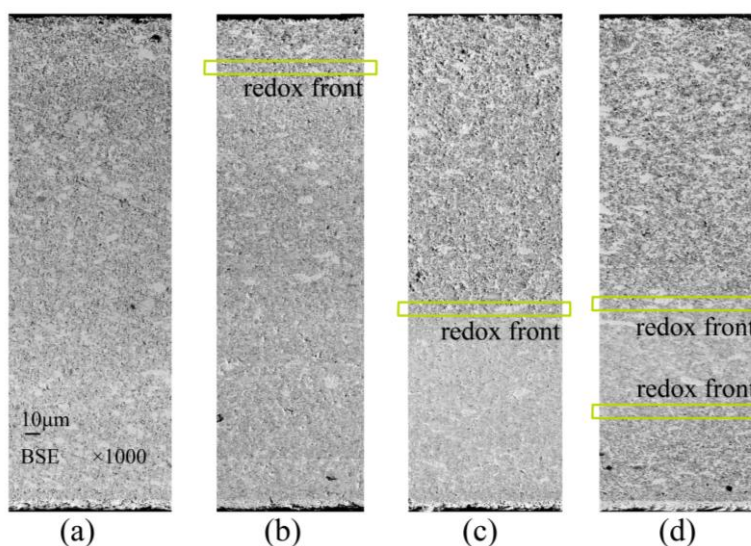 redox front
redox front
redox front
redox front
10μm
BSE ×1000
(a)
(b)
(c)
(d)